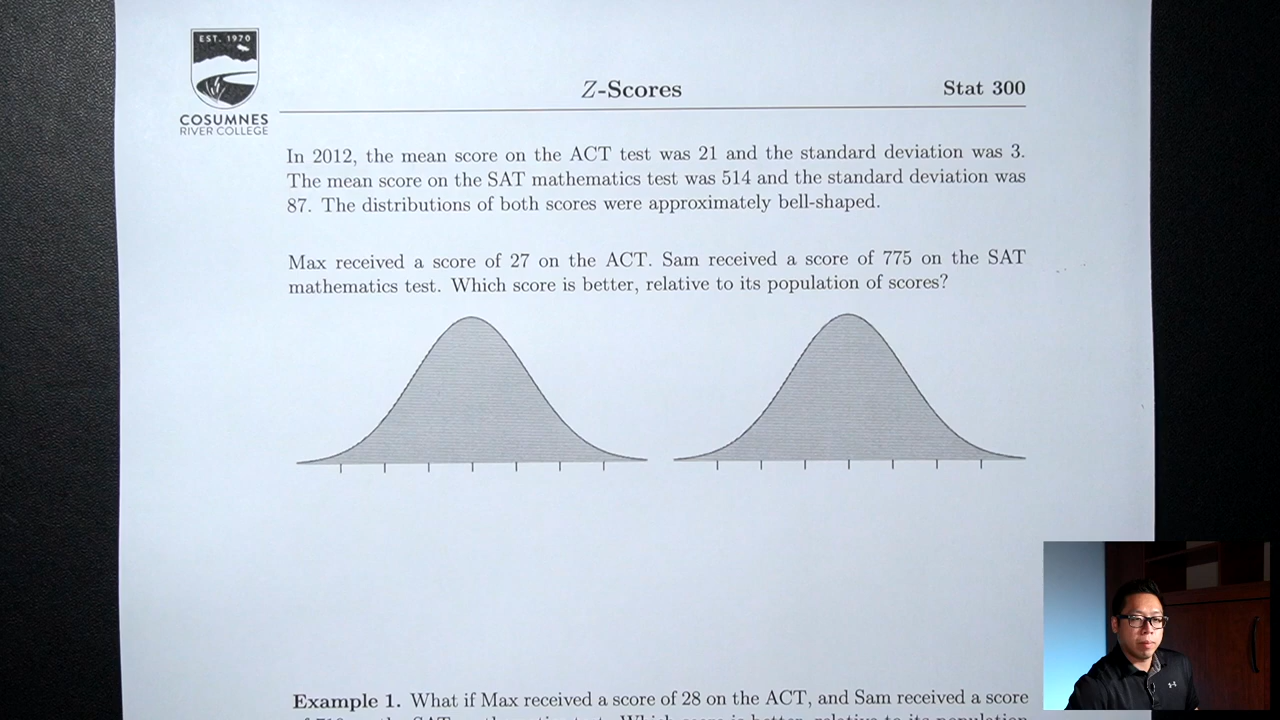 EST. 1970
COSUMNES
RIVER COLLEGE
Z-Scores
Stat 300
In 2012, the mean score on the ACT test was 21 and the standard deviation was 3.
The mean score on the SAT mathematics test was 514 and the standard deviation was
87. The distributions of both scores were approximately bell-shaped.
Max received a score of 27 on the ACT. Sam received a score of 775 on the SAT
mathematics test. Which score is better, relative to its population of scores?
Example 1. What if Max received a score of 28 on the ACT, and Sam received a score